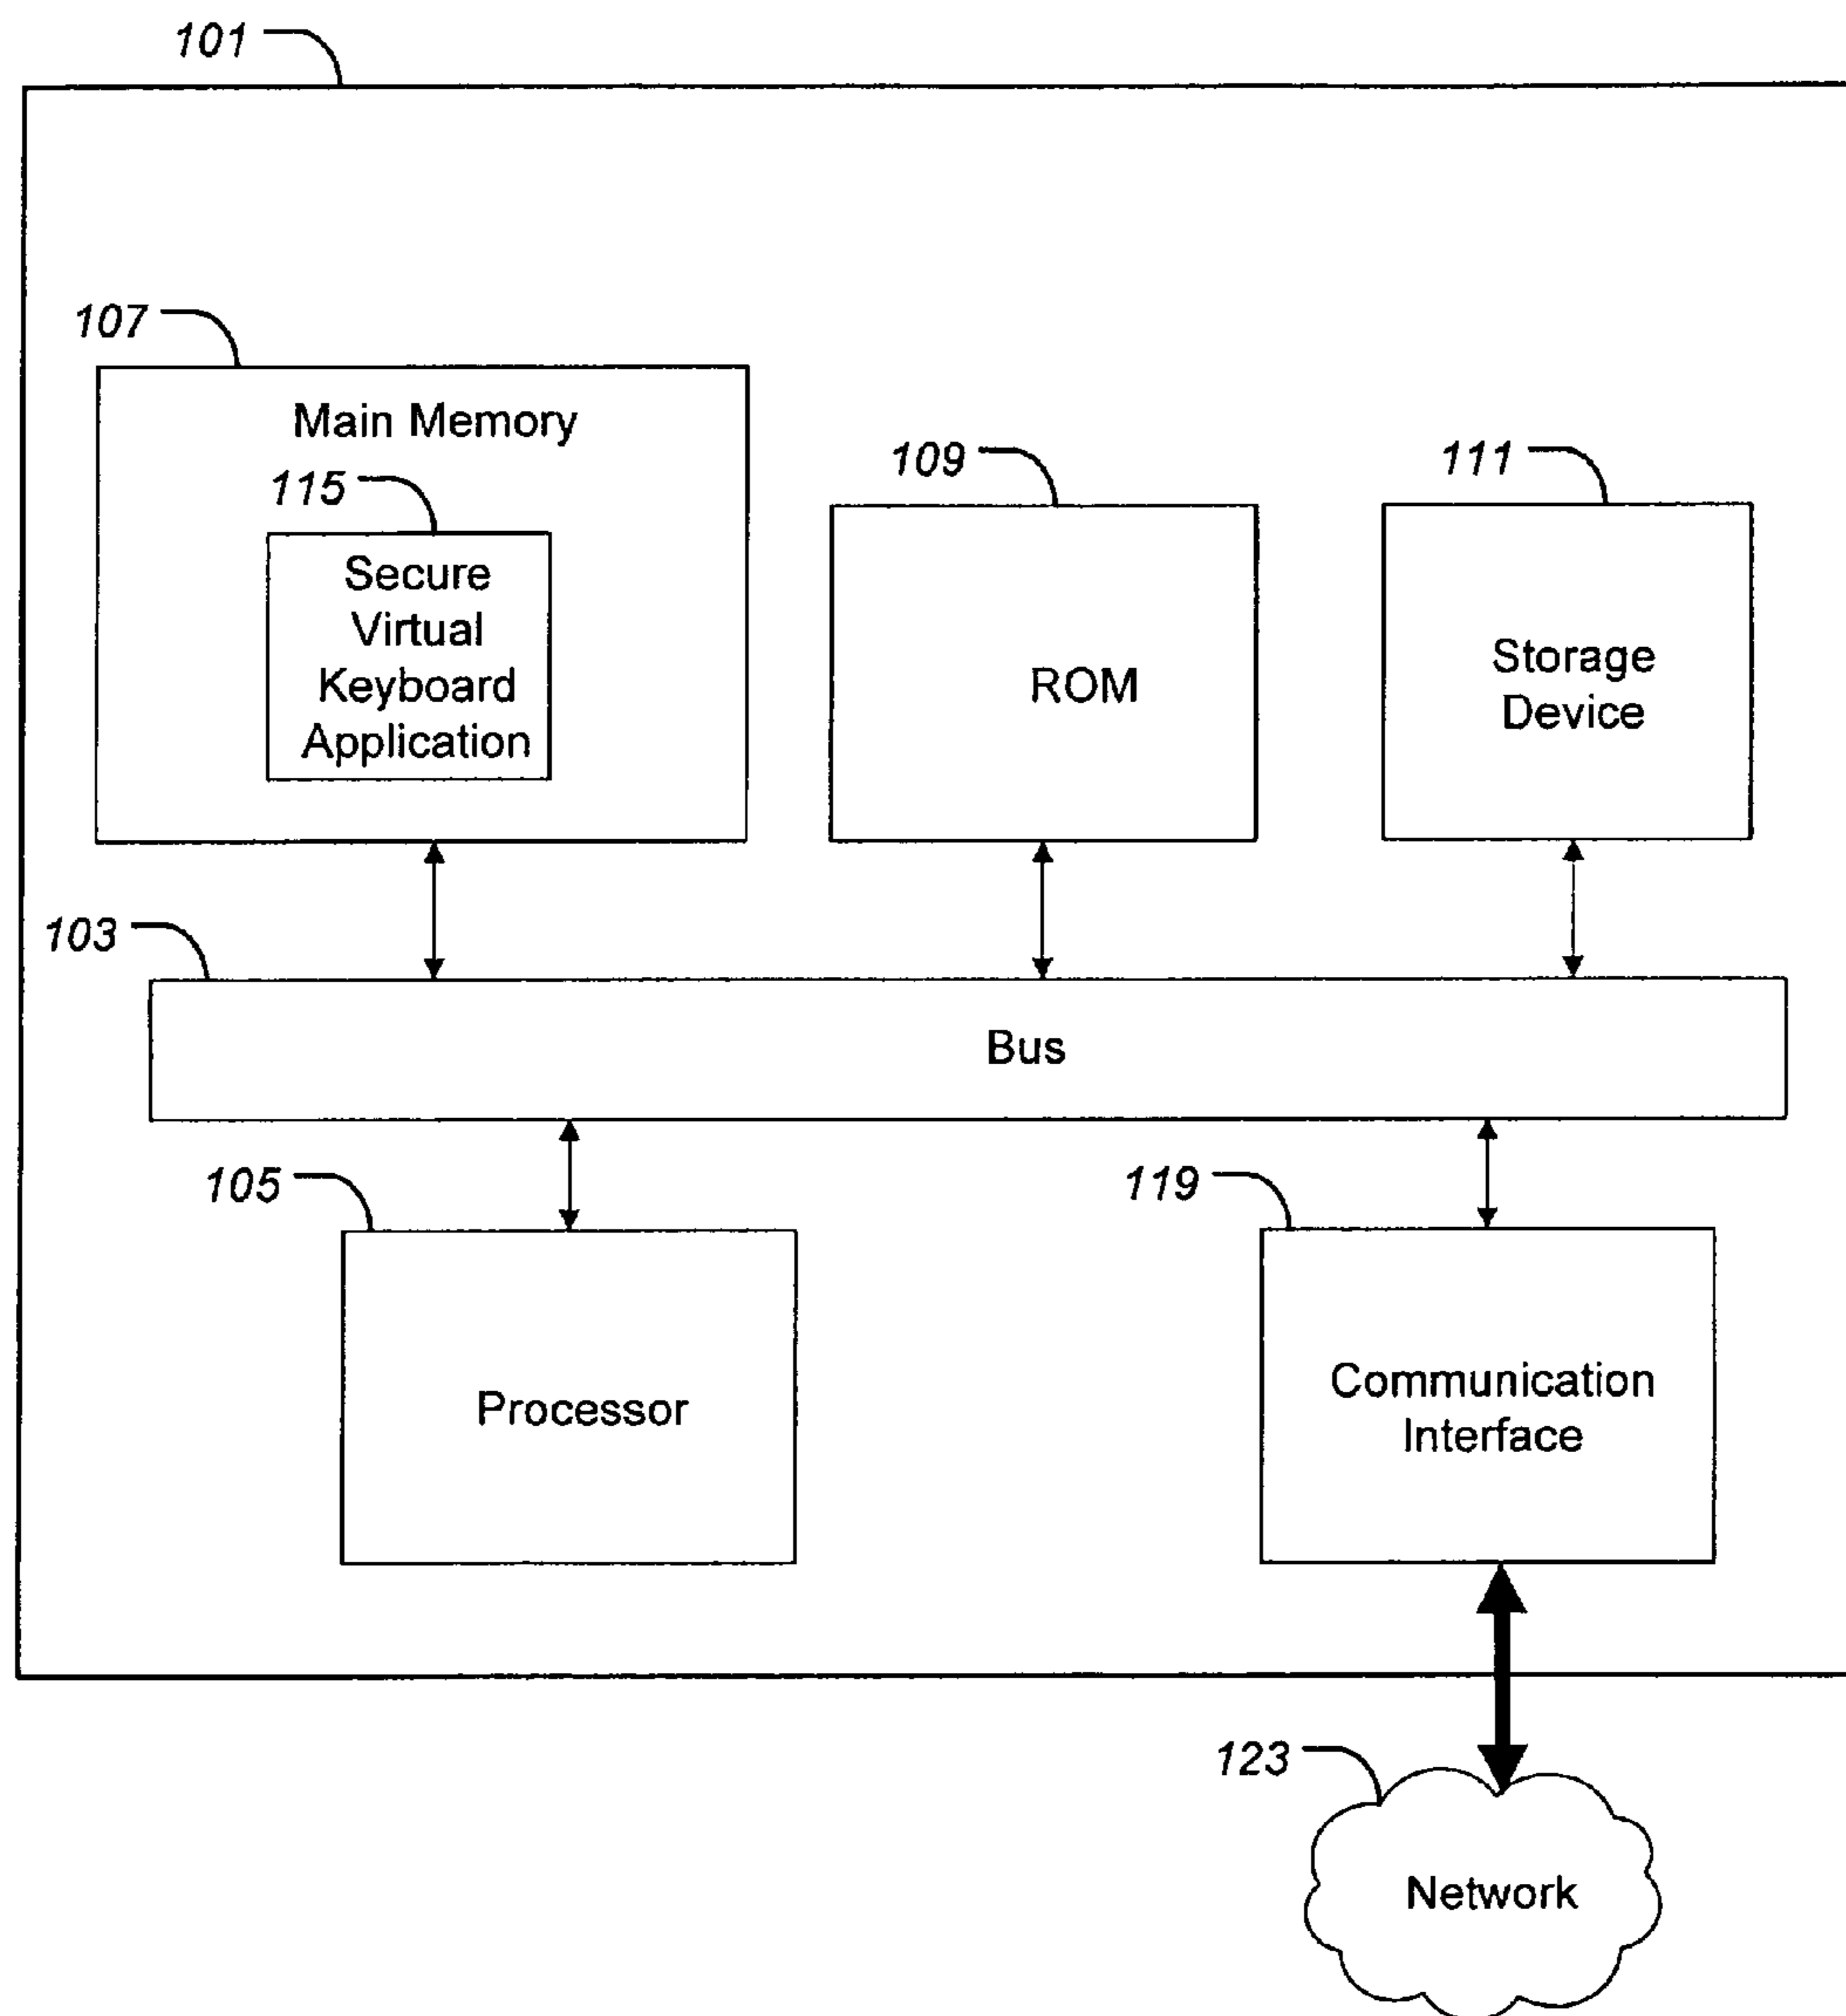 101
107
Main Memory
115
Secure
Virtual
Keyboard
Application
109
ROM
111
Storage
Device
103
Bus
105
Processor
119
Communication
Interface
123
Network